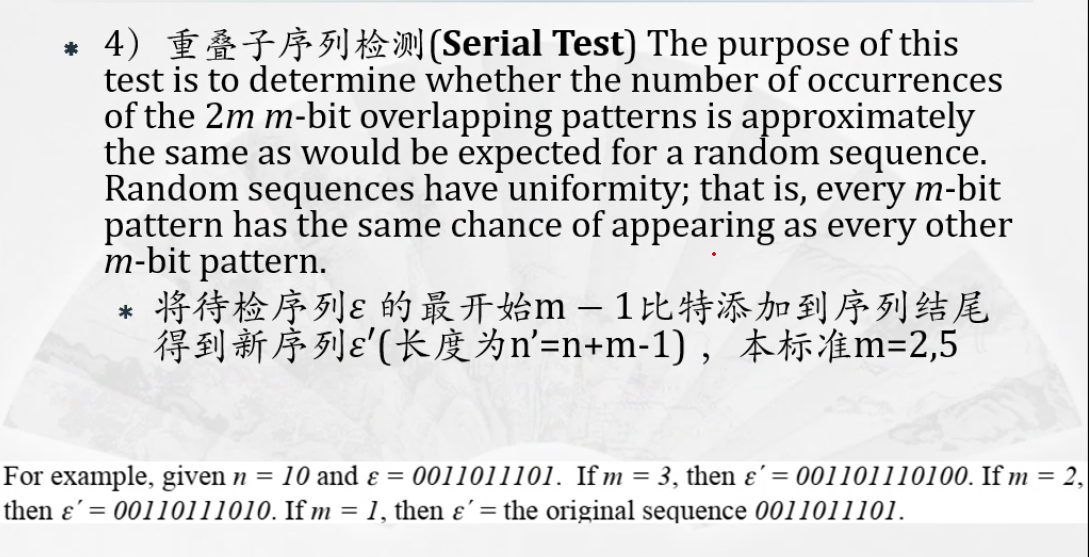 * 4) 重叠子序列检测(Serial Test) The purpose of this
test is to determine whether the number of occurrences
of the 2m m-bit overlapping patterns is approximately
the same as would be expected for a random sequence.
Random sequences have uniformity; that is, every m-bit
pattern has the same chance of appearing as every other
m-bit pattern.
* 将待检序列ε 的最开始m − 1比特添加到序列结尾
得到新序列ε′(长度为n′=n+m-1) , 本标准m=2,5
For example, given n = 10 and ε = 0011011101. If m = 3, then ε′ = 001101110100. If m = 2,
then ε′ = 00110111010. If m = 1, then ε′ = the original sequence 0011011101.